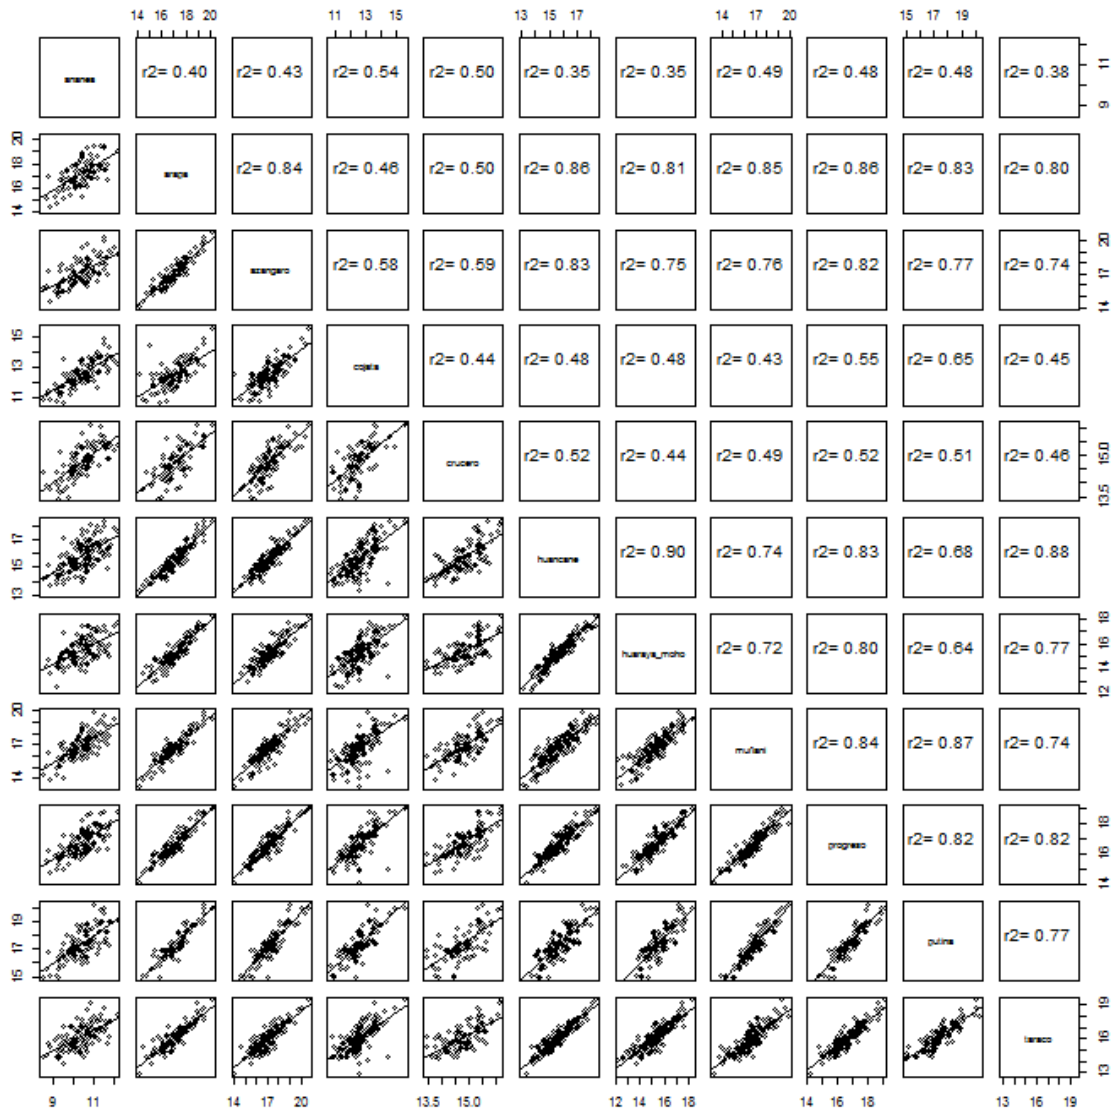 14 16 18 20 11 13 15 13 15 17 14 17 20 15 17 19
ananea r2= 0.40 r2= 0.43 r2= 0.54 r2= 0.50 r2= 0.35 r2= 0.35 r2= 0.49 r2= 0.48 r2= 0.48 r2= 0.38 9 11
14 16 18 20 arapa r2= 0.84 r2= 0.46 r2= 0.50 r2= 0.86 r2= 0.81 r2= 0.85 r2= 0.86 r2= 0.83 r2= 0.80
azangaro r2= 0.58 r2= 0.59 r2= 0.83 r2= 0.75 r2= 0.76 r2= 0.82 r2= 0.77 r2= 0.74 14 17 20
11 13 15 cojata r2= 0.44 r2= 0.48 r2= 0.48 r2= 0.43 r2= 0.55 r2= 0.65 r2= 0.45
crucero r2= 0.52 r2= 0.44 r2= 0.49 r2= 0.52 r2= 0.51 r2= 0.46 13.5 15.0
13 15 17 huancane r2= 0.90 r2= 0.74 r2= 0.83 r2= 0.68 r2= 0.88
huaraya_moho r2= 0.72 r2= 0.80 r2= 0.64 r2= 0.77 12 14 16 18
14 17 20 muñani r2= 0.84 r2= 0.87 r2= 0.74
progreso r2= 0.82 r2= 0.82 14 16 18
15 17 19 putina r2= 0.77
taraco 13 16 19
9 11 14 17 20 13.5 15.0 12 14 16 18 14 16 18 13 16 19